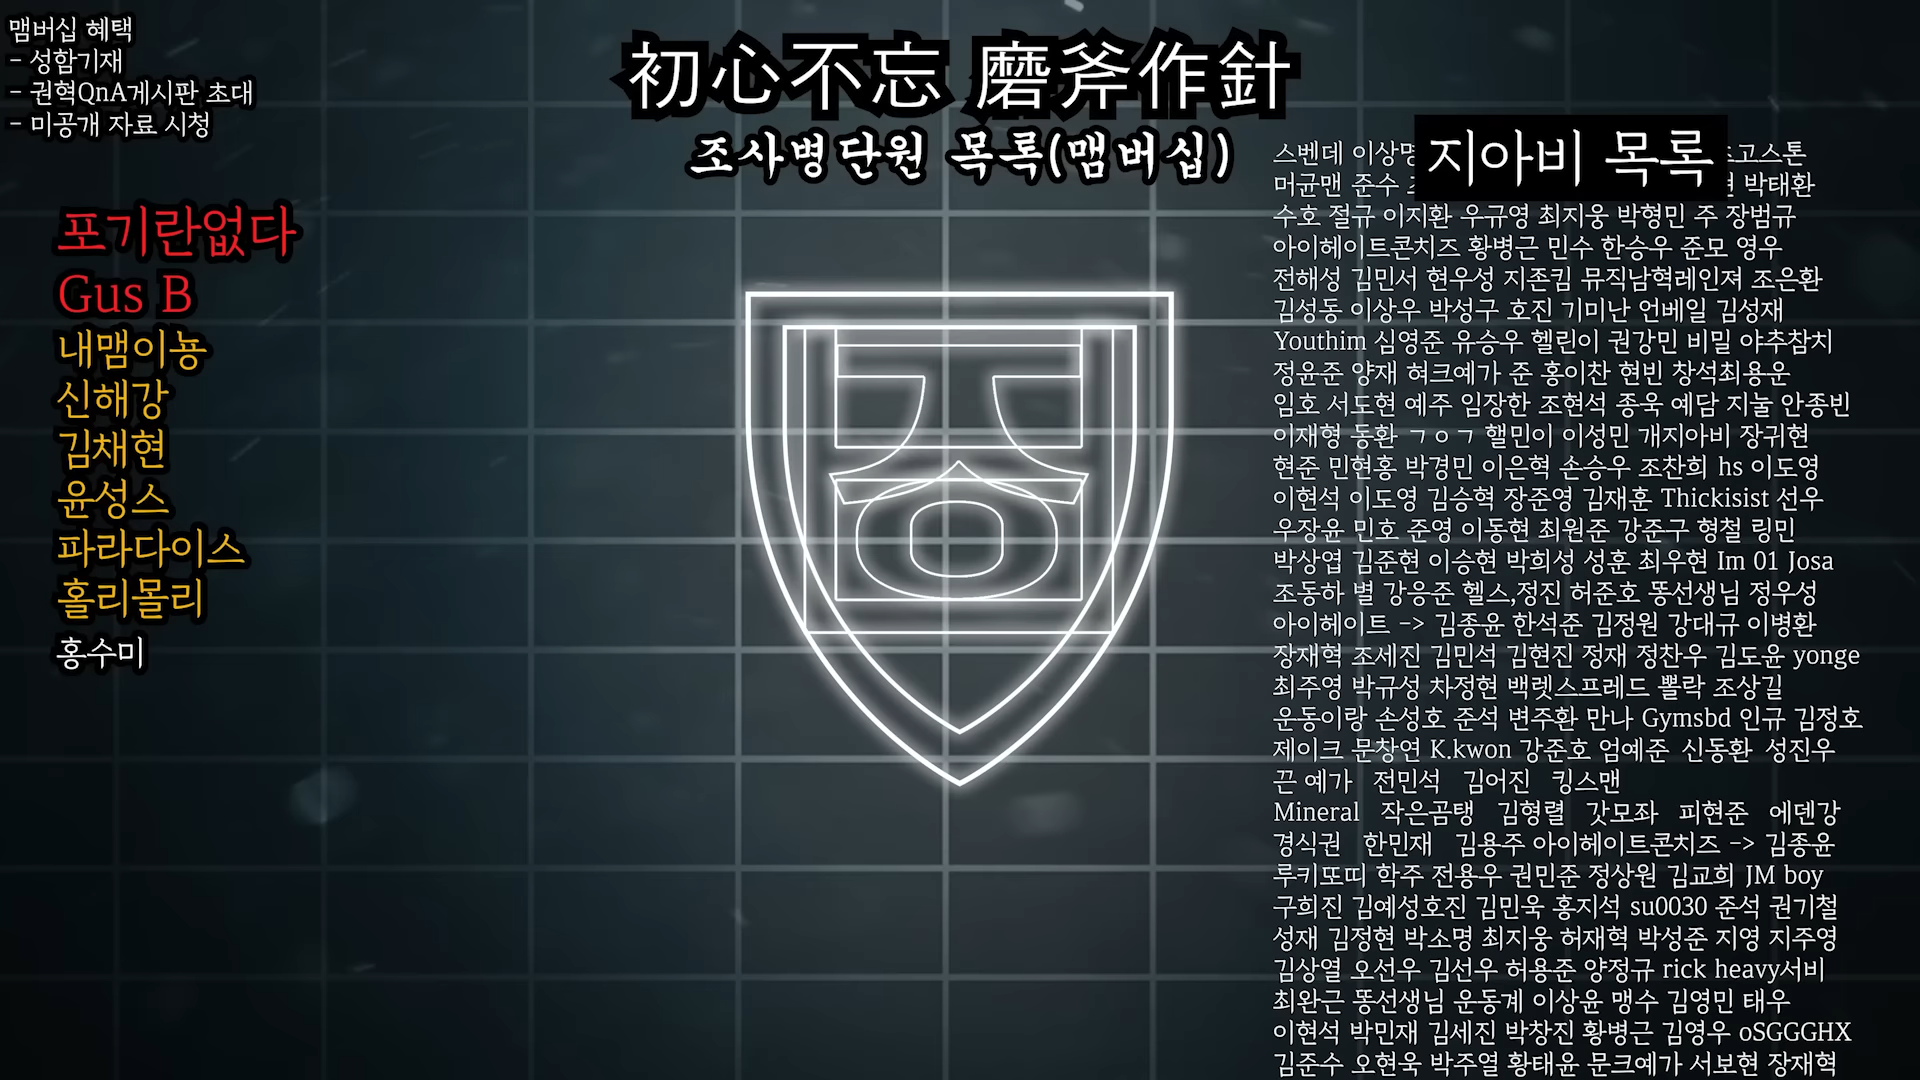 맴버십 혜택
- 성함기재
- 권혁QnA게시판 초대
- 미공개 자료 시청
初心不忘 磨斧作針
조사병단원 목록(맴버십)
포기란없다
Gus B
내맴이뇽
신해강
김채현
윤성스
파라다이스
홀리몰리
홍수미
지아비 목록
스벤데
머균맨 준수 박태환
수호 절규 이지환 우규영 최지웅 박형민 주 장범규
아이헤이트콘치즈 황병근 민수 한승우 준모 영우
전해성 김민서 현우성 지존킴 뮤직남혁레인져 조은환
김성동 이상우 박성구 호진 기미난 언베일 김성재
Youthim 심영준 유승우 헬린이 권강민 비밀 야추참치
정윤준 양재 혀크예가 준 홍이찬 현빈 창석최용운
임호 서도현 예주 임장한 조현석 종욱 예담 지눌 안종빈
이재형 동환 ㄱㅇㄱ 핼민이 이성민 개지아비 장귀현
현준 민현홍 박경민 이은혁 손승우 조찬희 hs 이도영
이현석 이도영 김승혁 장준영 김재훈 Thickisist 선우
우장윤 민호 준영 이동현 최원준 강준구 형철 링민
박상엽 김준현 이승현 박희성 성훈 최우현 Im 01 Josa
조동하 별 강응준 헬스,정진 허준호 똥선생님 정우성
아이헤이트 -> 김종윤 한석준 김정원 강대규 이병환
장재혁 조세진 김민석 김현진 정재 정찬우 김도윤 yonge
최주영 박규성 차정현 백렛스프레드 뽈락 조상길
운동이랑 손성호 준석 변주환 만나 Gymsbd 인규 김정호
제이크 문창연 K.kwon 강준호 엄예준 신동환 성진우
끈 예가 전민석 김어진 킹스맨
Mineral 작은곰탱 김형렬 갓모좌 피현준 에덴강
경식권 한민재 김용주 아이헤이트콘치즈 -> 김종윤
루키또띠 학주 전용우 권민준 정상원 김교희 JM boy
구희진 김예성호진 김민욱 홍지석 su0030 준석 권기철
성재 김정현 박소명 최지웅 허재혁 박성준 지영 지주영
김상열 오선우 김선우 허용준 양정규 rick heavy서비
최완근 똥선생님 운동계 이상윤 맹수 김영민 태우
이현석 박민재 김세진 박창진 황병근 김영우 oSGGGHX
김준수 오현욱 박주열 황태윤 문크예가 서보현 장재혁